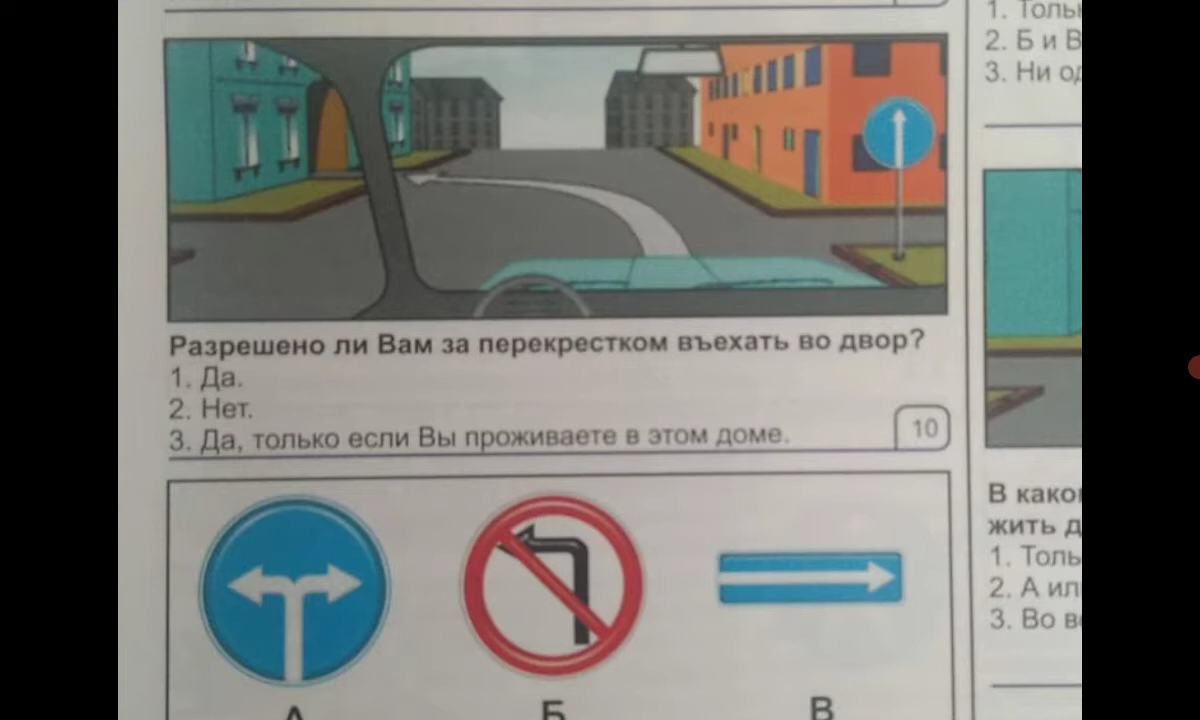 Разрешено ли Вам за перекрестком въехать во двор?
1. Да.
2. Нет.
3. Да, только если Вы проживаете в этом доме.
10
А
Б
В
1. Толь
2. Б и В
3. Ни о
В како
жить д
1. Толь
2. А ил
3. Во в